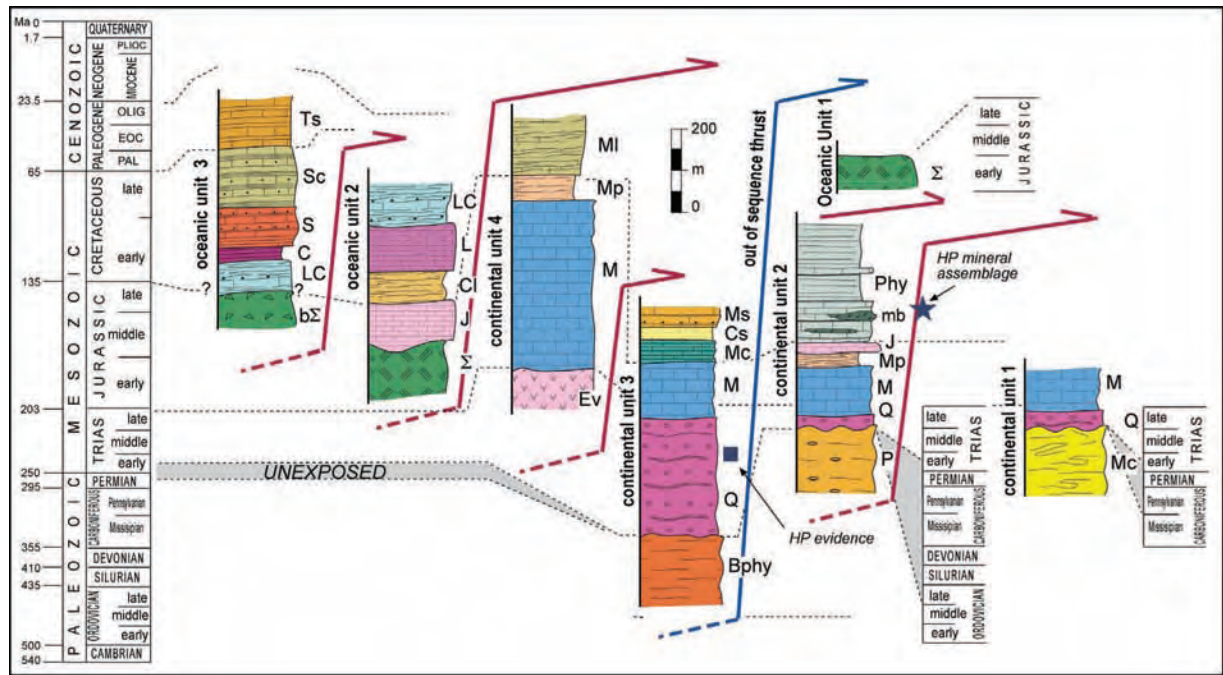 Ma 0
1.7
23.5
65
135
203
250
295
355
410
435
500
540
CENOZOIC
MESOZOIC
PALEOZOIC
NEOGENE
PALEOGENE
CRETACEOUS
JURASSIC
TRIAS
CARBONIFEROUS
ORDOVICIAN
QUATERNARY
PLIOC
MIOCENE
OLIG
EOC
PAL
late
early
late
middle
early
late
middle
early
PERMIAN
Pennsylvanian
Missisipian
DEVONIAN
SILURIAN
late
middle
early
CAMBRIAN
UNEXPOSED
oceanic unit 3
Ts
Sc
S
C
LC
?
?
bΣ
oceanic unit 2
LC
L
Cl
J
Σ
continental unit 4
Ml
Mp
M
Ev
200
m
0
continental unit 3
Ms
Cs
Mc
M
Q
Bphy
HP evidence
out of sequence thrust
Oceanic Unit 1
Σ
late
middle
early
JURASSIC
continental unit 2
Phy
mb
J
Mp
M
Q
P
HP mineral
assemblage
late
middle
early
TRIAS
PERMIAN
Pennsylvanian
Missisipian
CARBONIFEROUS
DEVONIAN
SILURIAN
late
middle
early
ORDOVICIAN
continental unit 1
M
Q
Mc
late
middle
early
TRIAS
PERMIAN
Pennsylvanian
Missisipian
CARBONIFEROUS